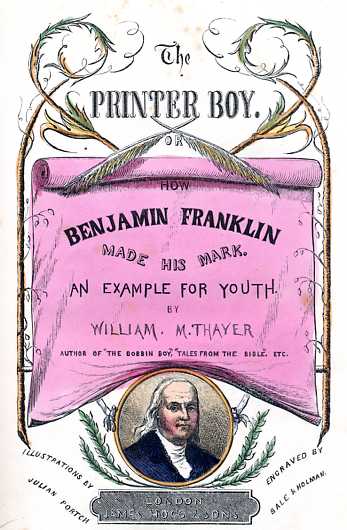 The
PRINTER BOY.
OR
HOW
BENJAMIN FRANKLIN
MADE HIS MARK.
AN EXAMPLE FOR YOUTH.
BY
WILLIAM. M. THAYER
AUTHOR OF "THE BOBBIN BOY," "TALES FROM THE BIBLE, ETC.
ILLUSTRATIONS BY
JULIAN PORTCH
ENGRAVED BY
DALE & HOLMAN.
LONDON
JAMES HOGG & SONS